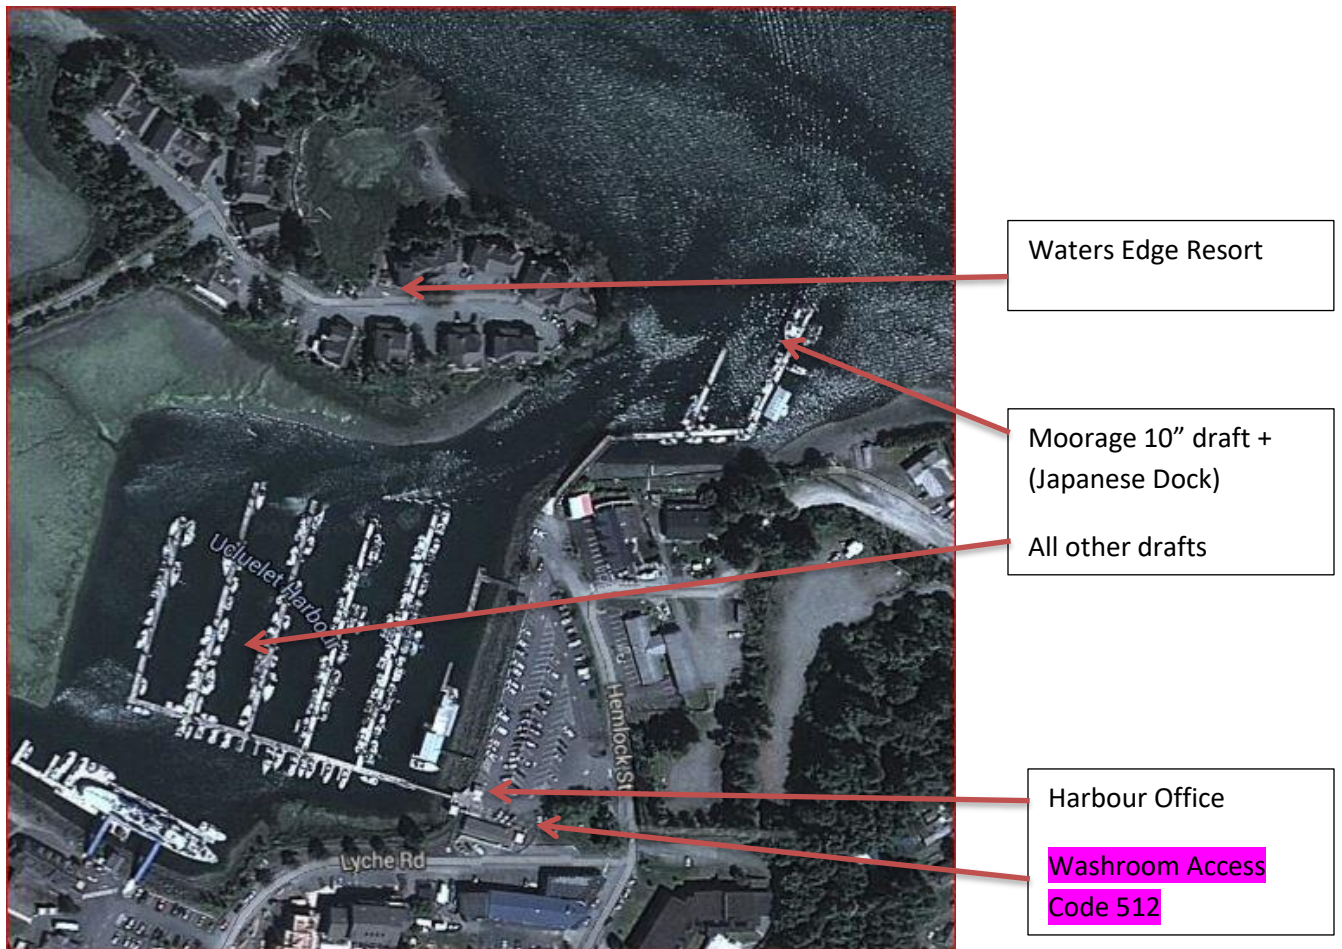 Waters Edge Resort
Moorage 10” draft +
(Japanese Dock)
All other drafts
Ucluelet Harbour
Hemlock St
Harbour Office
Washroom Access
Code 512
Lyche Rd